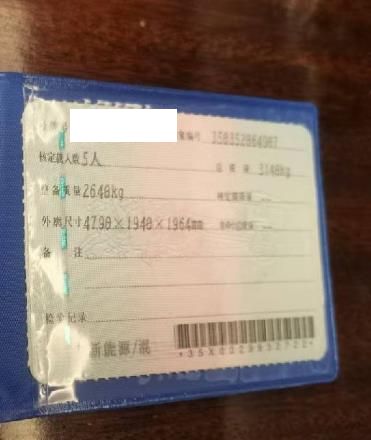 档案编号 350352864067
核定载人数 5人 总质量 3148kg
整备质量 2648kg 核定载质量 --
外廓尺寸 4790×1940×1964mm 准牵引总质量 --
备 注
检验记录
新能源/混